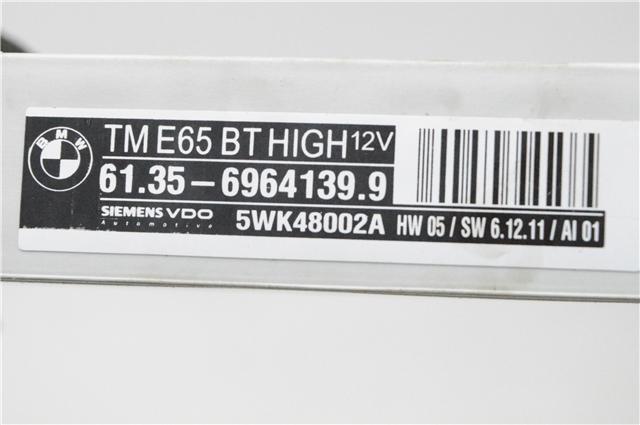 BMW
TM E65 BT HIGH 12V
61.35 – 6964139.9
SIEMENS VDO
Automotive
5WK48002A HW 05 / SW 6.12.11 / AI 01